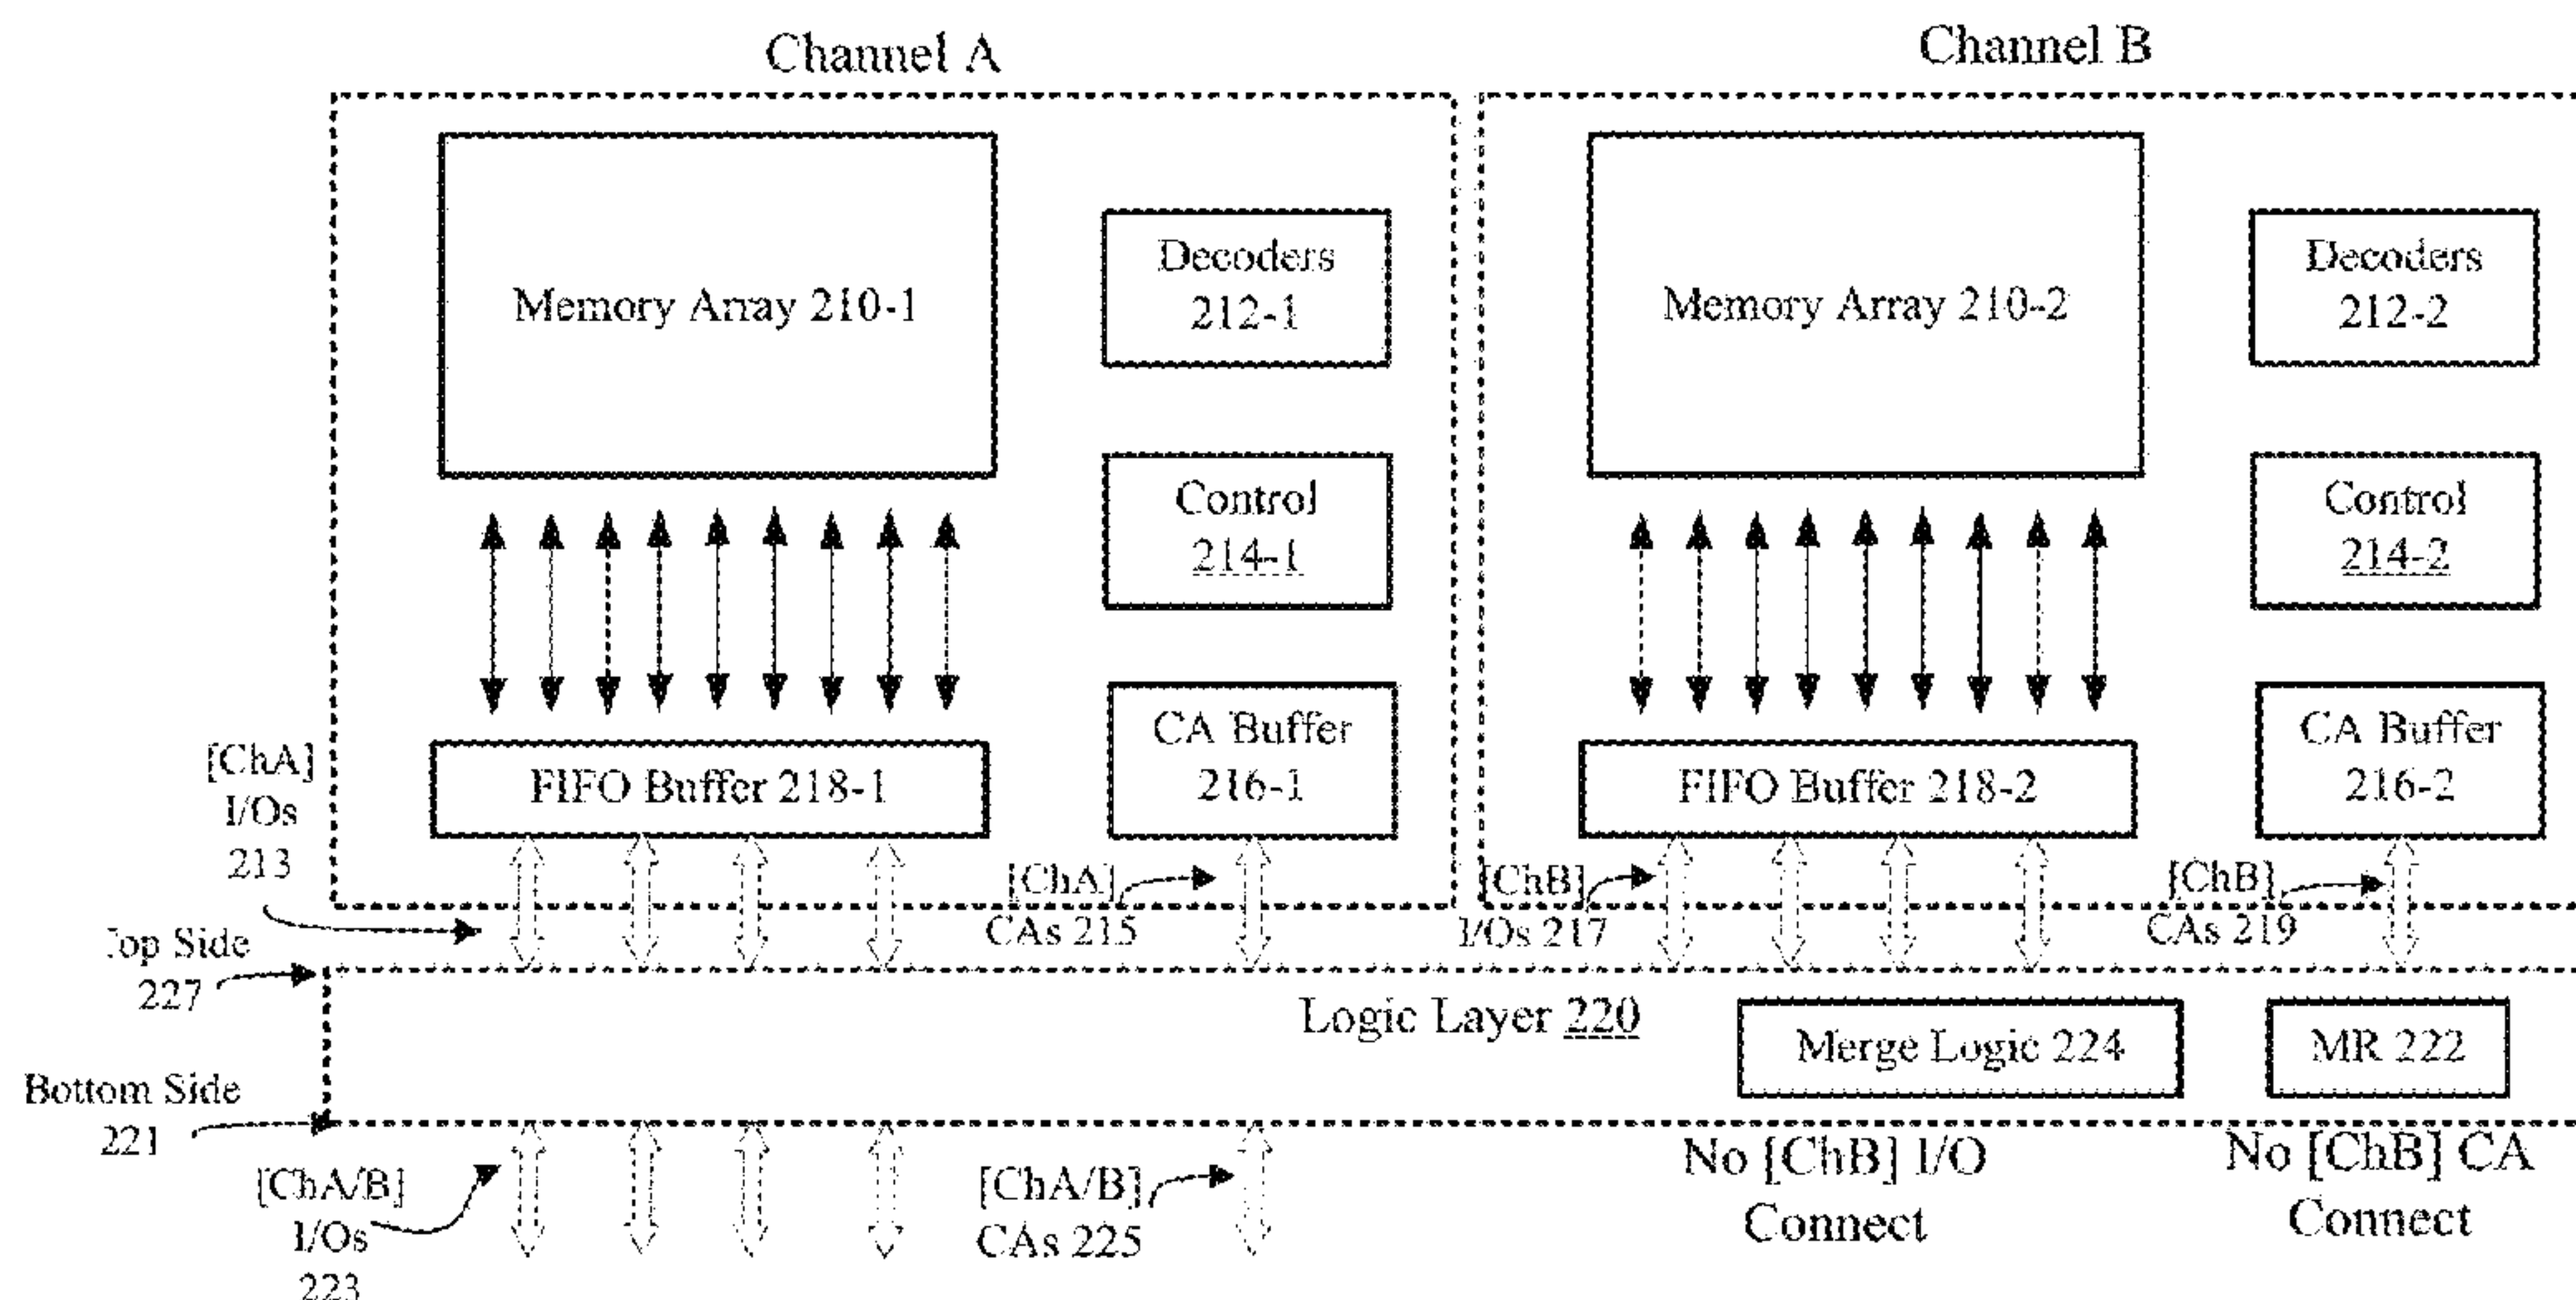 Channel A
Channel B
Memory Array 210-1
Decoders
212-1
Control
214-1
CA Buffer
216-1
FIFO Buffer 218-1
Memory Array 210-2
Decoders
212-2
Control
214-2
CA Buffer
216-2
FIFO Buffer 218-2
[ChA]
I/Os
213
[ChA]
CAs 215
[ChB]
I/Os 217
[ChB]
CAs 219
Top Side
227
Logic Layer 220
Merge Logic 224
MR 222
Bottom Side
221
[ChA/B]
I/Os
223
[ChA/B]
CAs 225
No [ChB] I/O
Connect
No [ChB] CA
Connect